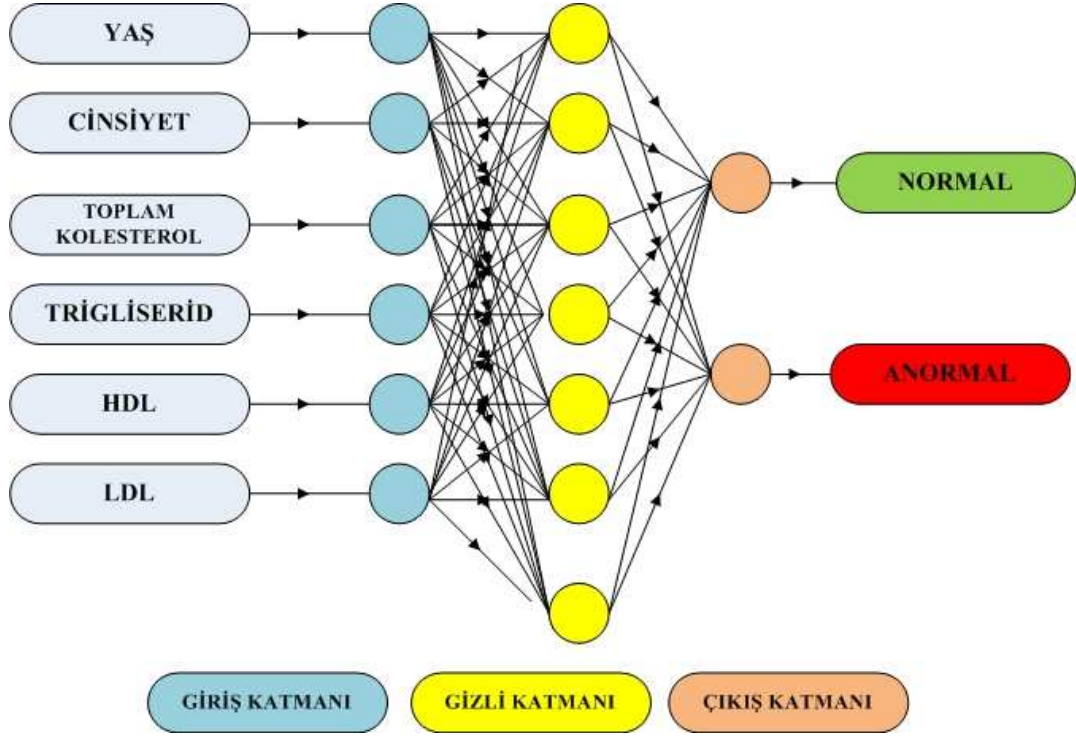 YAŞ
CİNSİYET
TOPLAM
KOLESTEROL
TRİGLİSERİD
HDL
LDL
NORMAL
ANORMAL
GİRİŞ KATMANI
GİZLİ KATMANI
ÇIKIŞ KATMANI